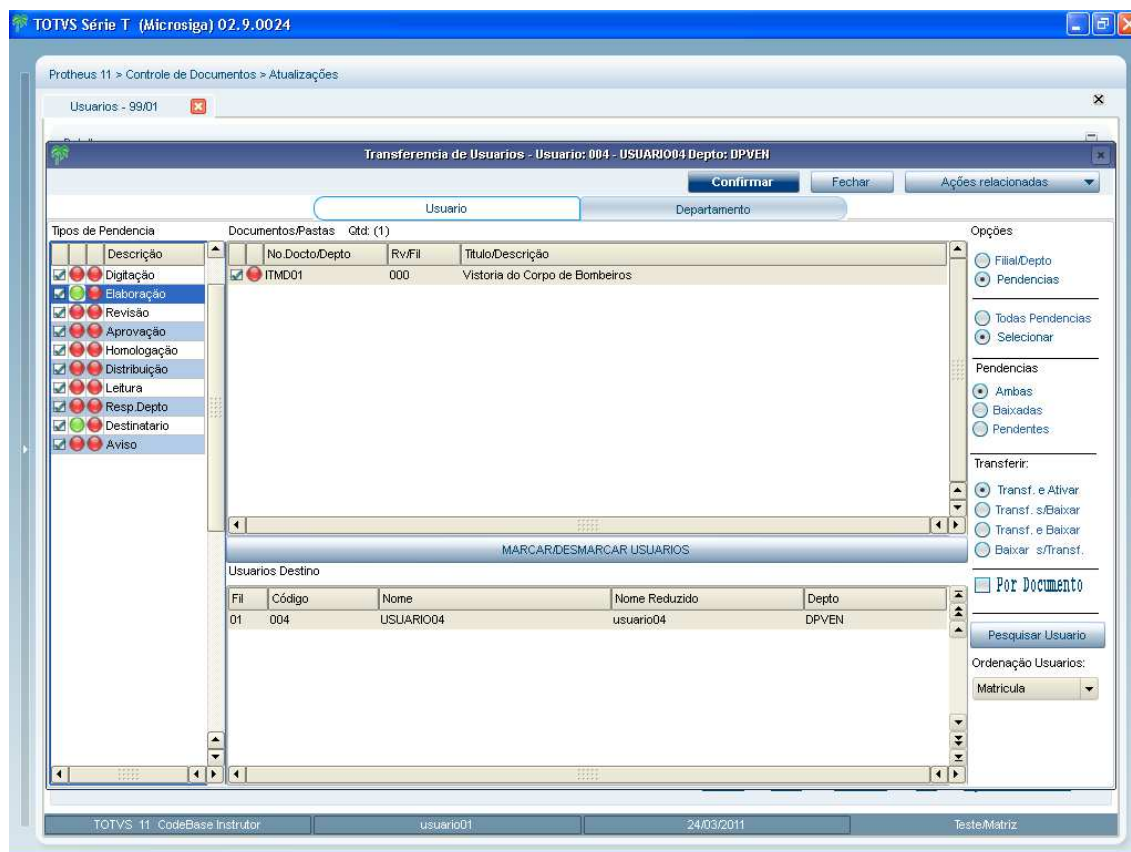 TOTVS Série T (Microsiga) 02.9.0024
Protheus 11 > Controle de Documentos > Atualizações
Usuarios - 99/01
Transferencia de Usuarios - Usuario: 004 - USUARIO04 Depto: DPVEN
Confirmar Fechar Ações relacionadas
Usuario Departamento
Tipos de Pendencia
Descrição
Digitação
Elaboração
Revisão
Aprovação
Homologação
Distribuição
Leitura
Resp.Depto
Destinatario
Aviso
Documentos/Pastas Qtd: (1)
No.Docto/Depto Rv/Fil Titulo/Descrição
ITMD01 000 Vistoria do Corpo de Bombeiros
MARCAR/DESMARCAR USUARIOS
Usuarios Destino
Fil Código Nome Nome Reduzido Depto
01 004 USUARIO04 usuario04 DPVEN
Opções
Filial/Depto
Pendencias
Todas Pendencias
Selecionar
Pendencias
Ambas
Baixadas
Pendentes
Transferir:
Transf. e Ativar
Transf. s/Baixar
Transf. e Baixar
Baixar s/Transf.
Por Documento
Pesquisar Usuario
Ordenação Usuarios:
Matricula
TOTVS 11 CodeBase Instrutor usuario01 24/03/2011 Teste/Matriz